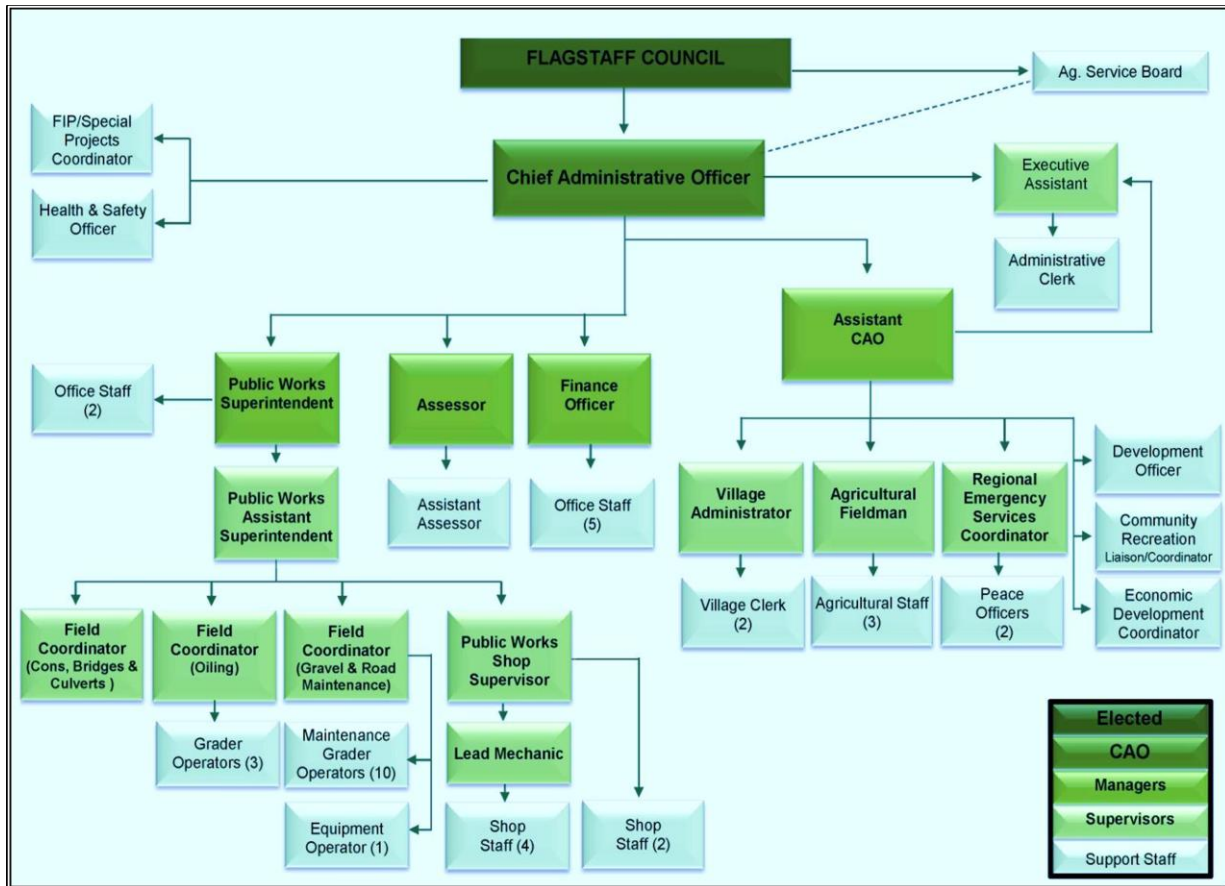 FLAGSTAFF COUNCIL
Ag. Service Board
FIP/Special
Projects
Coordinator
Chief Administrative Officer
Executive
Assistant
Health & Safety
Officer
Administrative
Clerk
Assistant
CAO
Office Staff
(2)
Public Works
Superintendent
Assessor
Finance
Officer
Public Works
Assistant
Superintendent
Assistant
Assessor
Office Staff
(5)
Village
Administrator
Agricultural
Fieldman
Regional
Emergency
Services
Coordinator
Development
Officer
Community
Recreation
Liaison/Coordinator
Economic
Development
Coordinator
Village Clerk
(2)
Agricultural Staff
(3)
Peace
Officers
(2)
Field
Coordinator
(Cons, Bridges &
Culverts )
Field
Coordinator
(Oiling)
Field
Coordinator
(Gravel & Road
Maintenance)
Public Works
Shop
Supervisor
Grader
Operators (3)
Maintenance
Grader
Operators (10)
Lead Mechanic
Equipment
Operator (1)
Shop
Staff (4)
Shop
Staff (2)
Elected
CAO
Managers
Supervisors
Support Staff